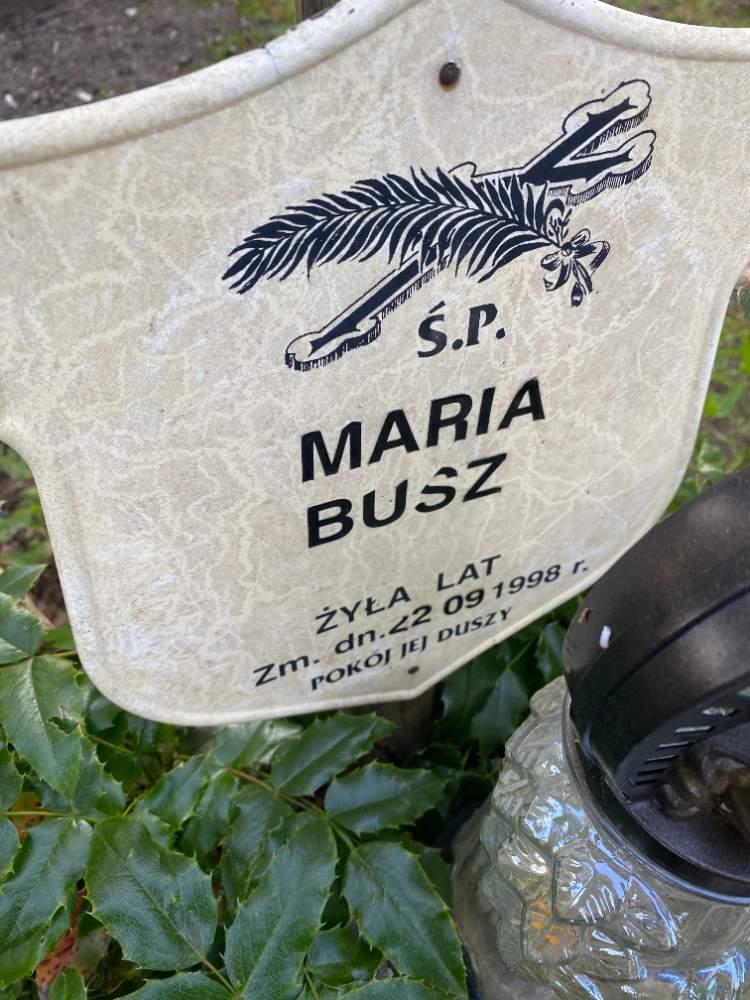 Ś.P.
MARIA
BUSZ
ŻYŁA LAT
Zm. dn. 22 09 1998 r.
POKÓJ JEJ DUSZY